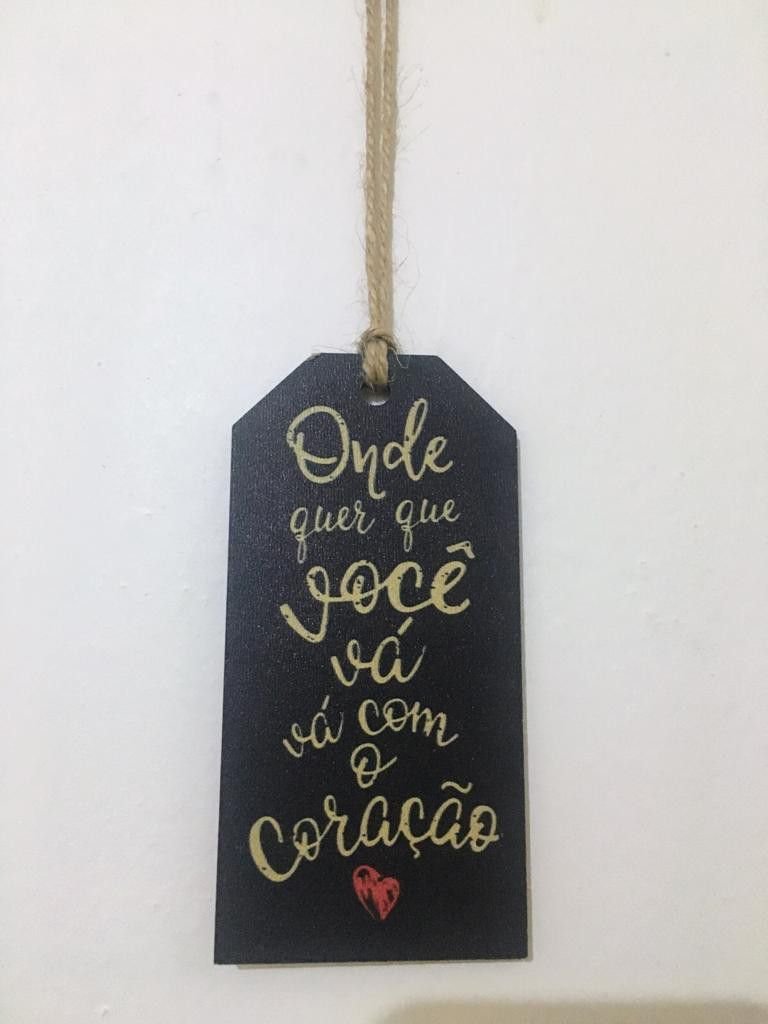 Onde
quer que
você
vá
vá com
o
coração